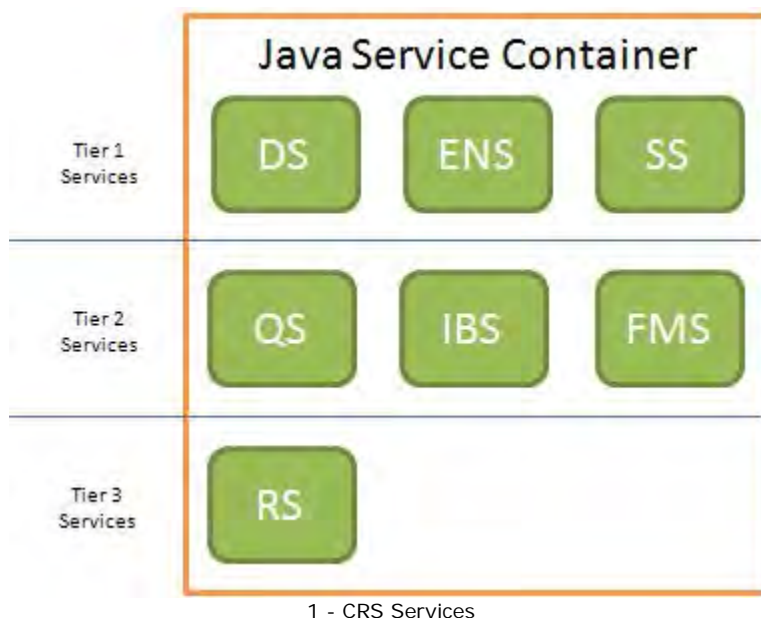 Java Service Container
Tier 1
Services
DS
ENS
SS
Tier 2
Services
QS
IBS
FMS
Tier 3
Services
RS
1 - CRS Services